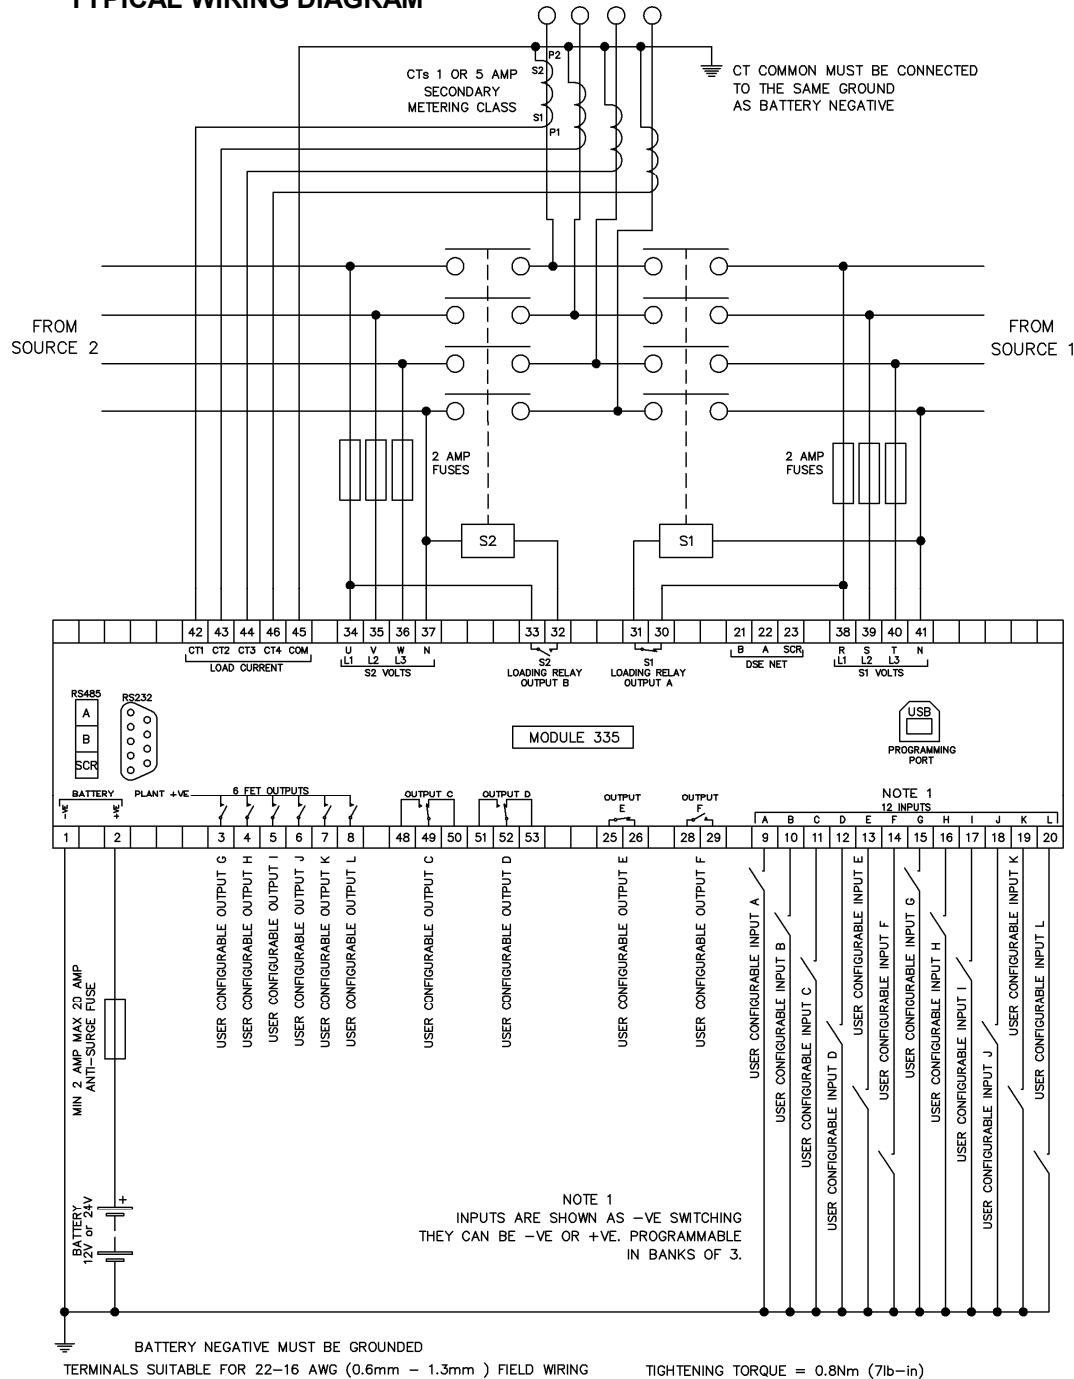 TYPICAL WIRING DIAGRAM
P2
S2
CTs 1 OR 5 AMP
SECONDARY
METERING CLASS
S1
P1
CT COMMON MUST BE CONNECTED
TO THE SAME GROUND
AS BATTERY NEGATIVE
FROM
SOURCE 2
FROM
SOURCE 1
2 AMP
FUSES
2 AMP
FUSES
S2
S1
42 43 44 46 45 34 35 36 37 33 32 31 30 21 22 23 38 39 40 41
CT1 CT2 CT3 CT4 COM
LOAD CURRENT
U V W N
L1 L2 L3
S2 VOLTS
S2
LOADING RELAY
OUTPUT B
S1
LOADING RELAY
OUTPUT A
B A SCR
DSE NET
R S T N
L1 L2 L3
S1 VOLTS
RS485
A
B
SCR
RS232
MODULE 335
USB
PROGRAMMING
PORT
BATTERY
-VE
+VE
PLANT +VE
6 FET OUTPUTS
OUTPUT C
OUTPUT D
OUTPUT
E
OUTPUT
F
NOTE 1
12 INPUTS
A B C D E F G H I J K L
1 2 3 4 5 6 7 8 48 49 50 51 52 53 25 26 28 29 9 10 11 12 13 14 15 16 17 18 19 20
USER CONFIGURABLE OUTPUT G
USER CONFIGURABLE OUTPUT H
USER CONFIGURABLE OUTPUT I
USER CONFIGURABLE OUTPUT J
USER CONFIGURABLE OUTPUT K
USER CONFIGURABLE OUTPUT L
USER CONFIGURABLE OUTPUT C
USER CONFIGURABLE OUTPUT D
USER CONFIGURABLE OUTPUT E
USER CONFIGURABLE OUTPUT F
USER CONFIGURABLE INPUT A
USER CONFIGURABLE INPUT B
USER CONFIGURABLE INPUT C
USER CONFIGURABLE INPUT D
USER CONFIGURABLE INPUT E
USER CONFIGURABLE INPUT F
USER CONFIGURABLE INPUT G
USER CONFIGURABLE INPUT H
USER CONFIGURABLE INPUT I
USER CONFIGURABLE INPUT J
USER CONFIGURABLE INPUT K
USER CONFIGURABLE INPUT L
MIN 2 AMP MAX 20 AMP
ANTI-SURGE FUSE
BATTERY
12V or 24V
+
NOTE 1
INPUTS ARE SHOWN AS -VE SWITCHING
THEY CAN BE -VE OR +VE. PROGRAMMABLE
IN BANKS OF 3.
BATTERY NEGATIVE MUST BE GROUNDED
TERMINALS SUITABLE FOR 22-16 AWG (0.6mm - 1.3mm ) FIELD WIRING
TIGHTENING TORQUE = 0.8Nm (7lb-in)